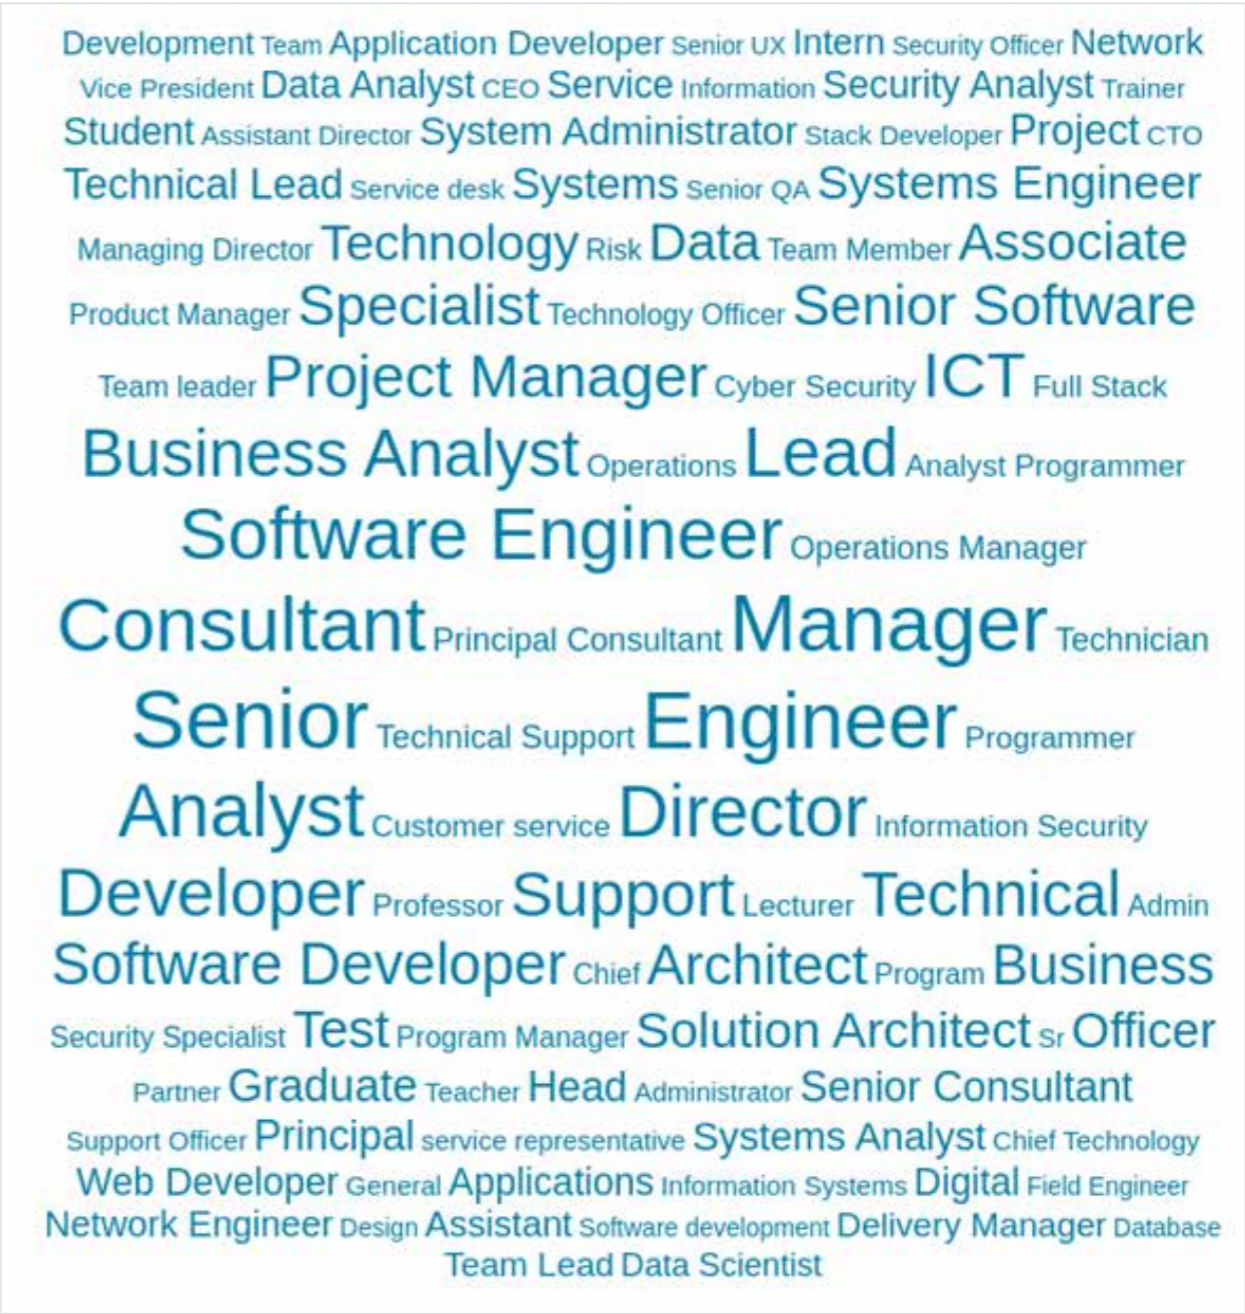 Development Team Application Developer Senior UX Intern Security Officer Network
Vice President Data Analyst CEO Service Information Security Analyst Trainer
Student Assistant Director System Administrator Stack Developer Project CTO
Technical Lead Service desk Systems Senior QA Systems Engineer
Managing Director Technology Risk Data Team Member Associate
Product Manager Specialist Technology Officer Senior Software
Team leader Project Manager Cyber Security ICT Full Stack
Business Analyst Operations Lead Analyst Programmer
Software Engineer Operations Manager
Consultant Principal Consultant Manager Technician
Senior Technical Support Engineer Programmer
Analyst Customer service Director Information Security
Developer Professor Support Lecturer Technical Admin
Software Developer Chief Architect Program Business
Security Specialist Test Program Manager Solution Architect Sr Officer
Partner Graduate Teacher Head Administrator Senior Consultant
Support Officer Principal service representative Systems Analyst Chief Technology
Web Developer General Applications Information Systems Digital Field Engineer
Network Engineer Design Assistant Software development Delivery Manager Database
Team Lead Data Scientist